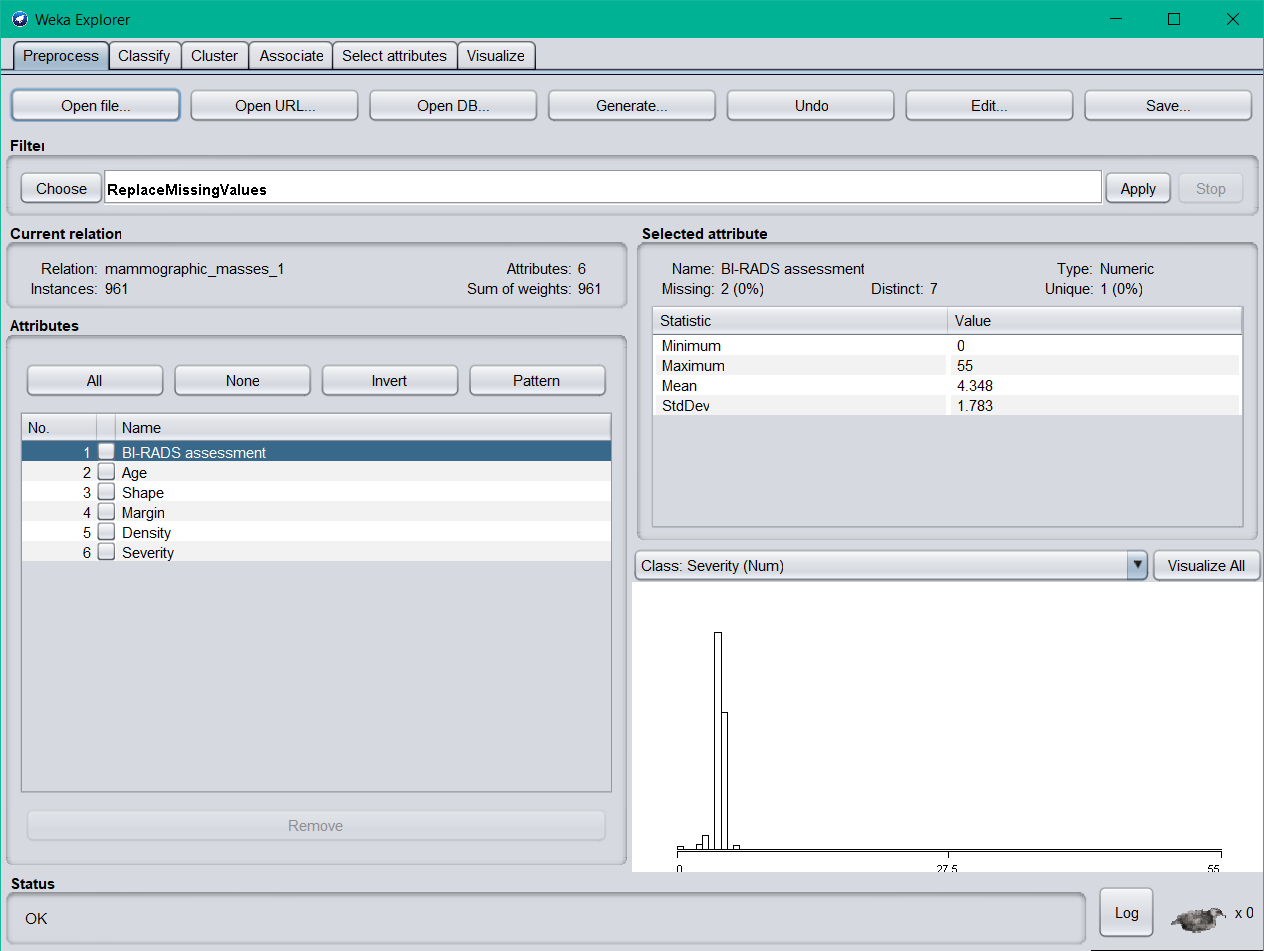 Weka Explorer
Preprocess Classify Cluster Associate Select attributes Visualize
Open file... Open URL... Open DB... Generate... Undo Edit... Save...
Filter
Choose ReplaceMissingValues Apply Stop
Current relation
Relation: mammographic_masses_1 Attributes: 6
Instances: 961 Sum of weights: 961
Attributes
All None Invert Pattern
No. Name
1 BI-RADS assessment
2 Age
3 Shape
4 Margin
5 Density
6 Severity
Remove
Selected attribute
Name: BI-RADS assessment Type: Numeric
Missing: 2 (0%) Distinct: 7 Unique: 1 (0%)
Statistic Value
Minimum 0
Maximum 55
Mean 4.348
StdDev 1.783
Class: Severity (Num) Visualize All
0 27.5 55
Status
OK
Log x 0